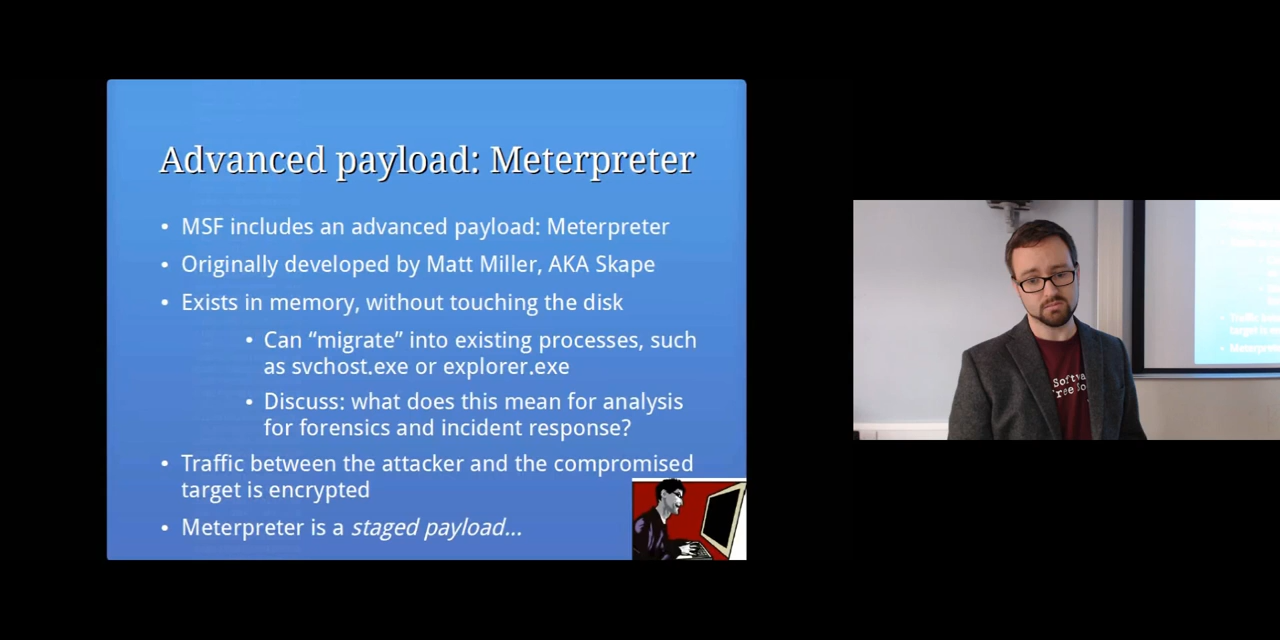 Advanced payload: Meterpreter
• MSF includes an advanced payload: Meterpreter
• Originally developed by Matt Miller, AKA Skape
• Exists in memory, without touching the disk
• Can “migrate” into existing processes, such
as svchost.exe or explorer.exe
• Discuss: what does this mean for analysis
for forensics and incident response?
• Traffic between the attacker and the compromised
target is encrypted
• Meterpreter is a staged payload...